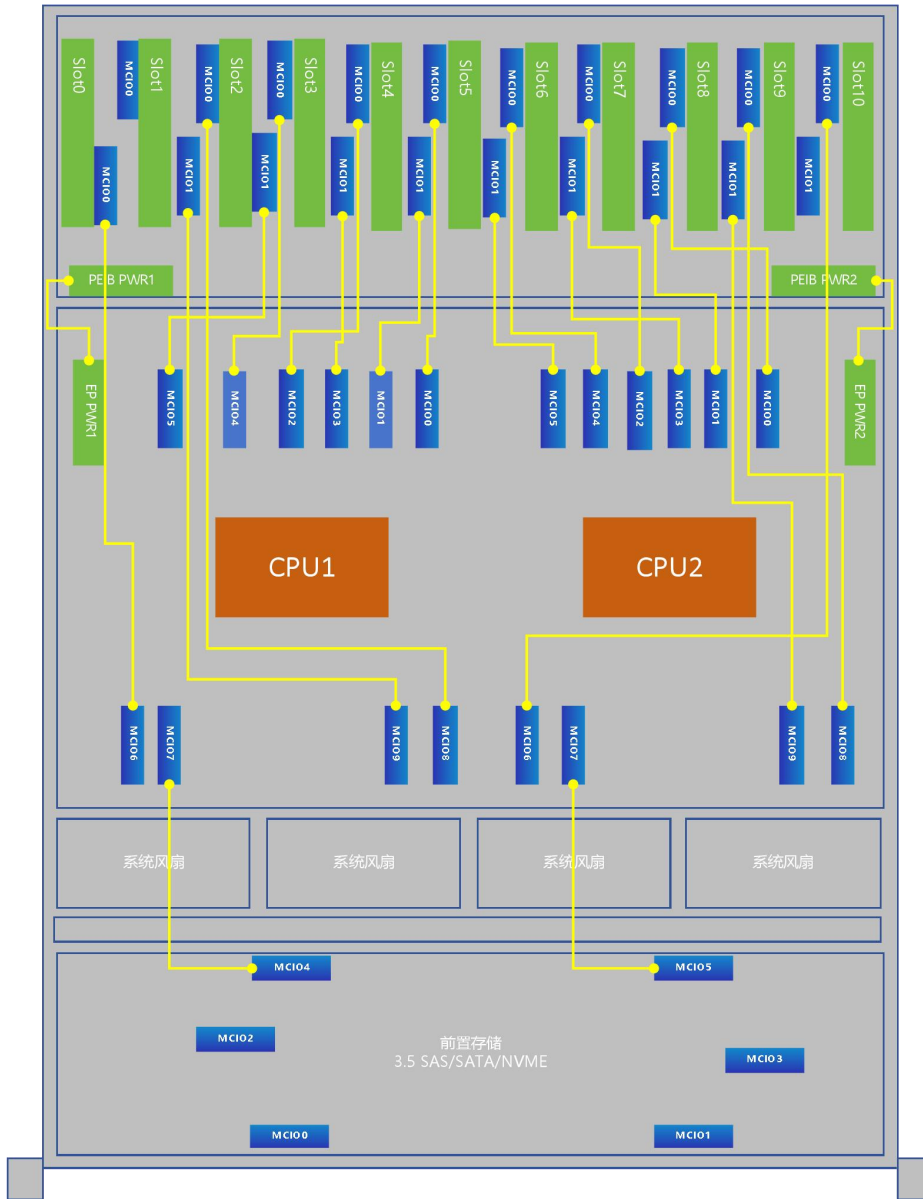 Slot0
MCIO0
Slot1
MCIO0
Slot2
MCIO0
Slot3
MCIO0
Slot4
MCIO0
Slot5
MCIO0
Slot6
MCIO0
Slot7
MCIO0
Slot8
MCIO0
Slot9
MCIO0
Slot10
MCIO0
MCIO1
MCIO1
MCIO1
MCIO1
MCIO1
MCIO1
MCIO1
MCIO1
MCIO1
PEIB PWR1
PEIB PWR2
EP PWR1
MCIO5
MCIO4
MCIO2
MCIO3
MCIO1
MCIO0
MCIO5
MCIO4
MCIO2
MCIO3
MCIO1
MCIO0
EP PWR2
CPU1
CPU2
MCIO6
MCIO7
MCIO9
MCIO8
MCIO6
MCIO7
MCIO9
MCIO8
系统风扇
系统风扇
系统风扇
系统风扇
MCIO4
MCIO5
MCIO2
前置存储
3.5 SAS/SATA/NVME
MCIO3
MCIO0
MCIO1